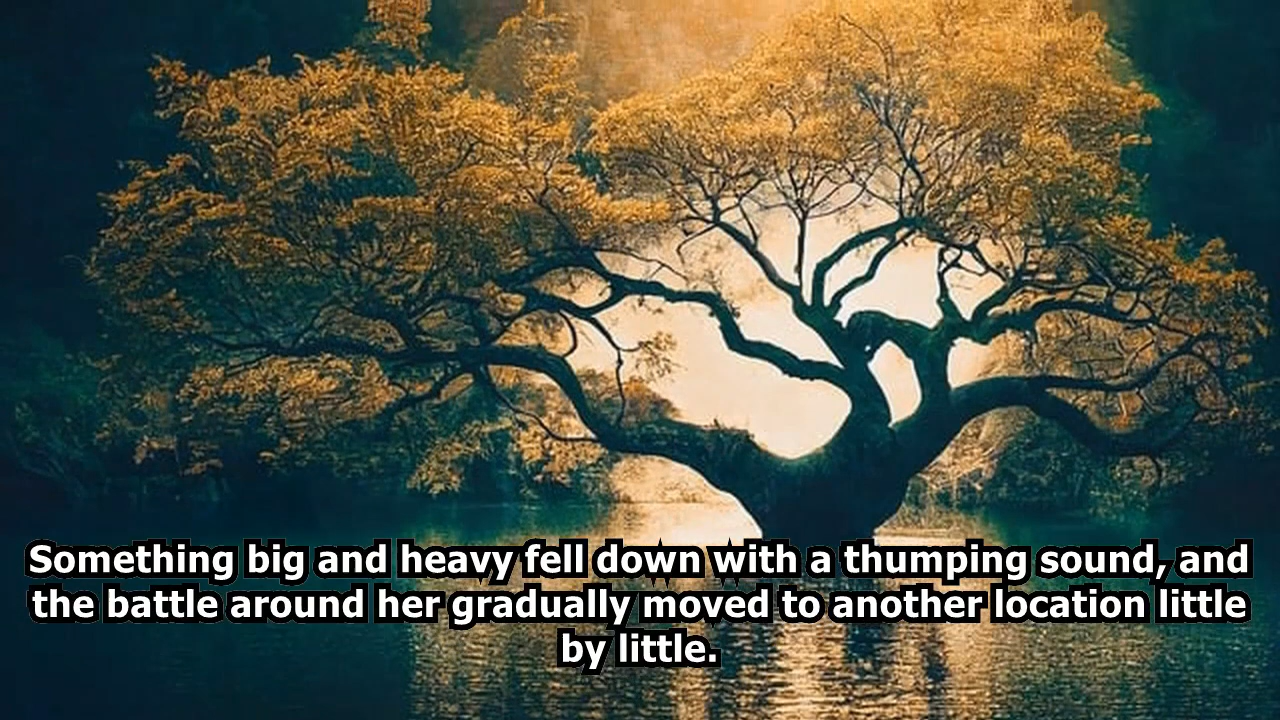 Something big and heavy fell down with a thumping sound, and
the battle around her gradually moved to another location little
by little.